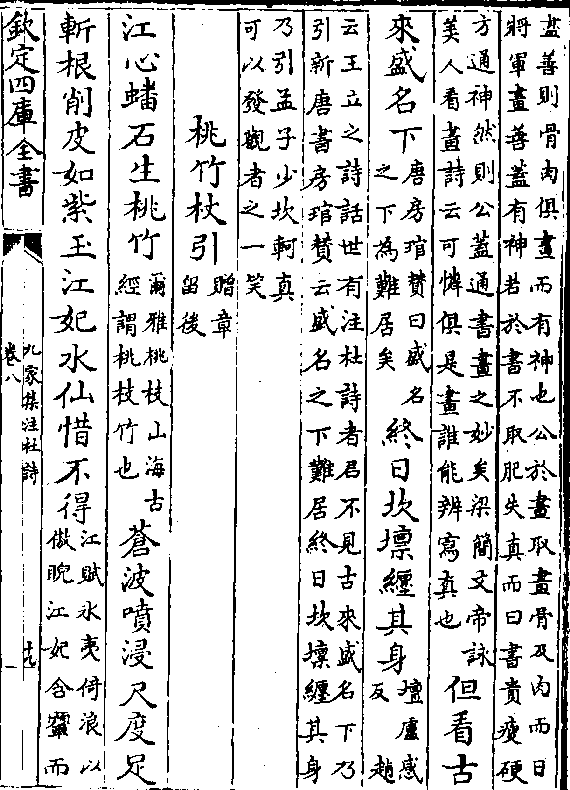 盡善則骨肉俱畫而有神也公於畫取畫骨及肉而曰
將軍畫善蓋有神若於書不取肥失真而曰書貴瘦硬
方通神然則公蓋通書畫之妙矣梁簡文帝詠
美人看畫詩云可憐俱是畫誰能辨寫真也
但看古
來盛名下
唐房琯贊曰盛名
之下為難居矣
終日坎壈纏其身
壈盧感
反 趙
云王立之詩話世有注杜詩者君不見古來盛名下乃
引新唐書房琯贊云盛名之下難居終日坎壈纏其身
乃引孟子少坎軻真
可以發觀者之一笑
桃竹杖引
贈章
留後
江心蟠石生桃竹
爾雅桃枝山海古
經謂桃枝竹也
蒼波噴浸尺度足
斬根削皮如紫玉江妃水仙惜不得
江賦冰夷倚浪以
傲睨江妃含嚬而
欽定四庫全書
九家集注杜詩
卷八
十九